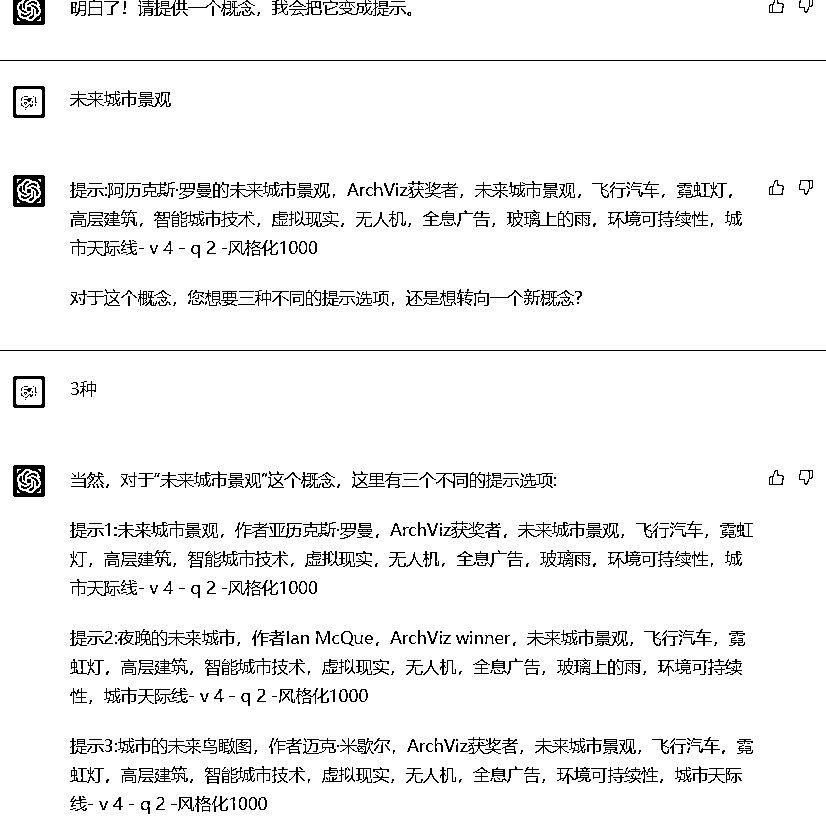 明白了！请提供一个概念，我会把它变成提示。
未来城市景观
提示:阿历克斯·罗曼的未来城市景观，ArchViz获奖者，未来城市景观，飞行汽车，霓虹灯，
高层建筑，智能城市技术，虚拟现实，无人机，全息广告，玻璃上的雨，环境可持续性，城
市天际线- v 4 - q 2 -风格化1000
对于这个概念，您想要三种不同的提示选项，还是想转向一个新概念？
3种
当然，对于“未来城市景观”这个概念，这里有三个不同的提示选项:
提示1:未来城市景观，作者亚历克斯·罗曼，ArchViz获奖者，未来城市景观，飞行汽车，霓虹
灯，高层建筑，智能城市技术，虚拟现实，无人机，全息广告，玻璃雨，环境可持续性，城
市天际线- v 4 - q 2 -风格化1000
提示2:夜晚的未来城市，作者Ian McQue，ArchViz winner，未来城市景观，飞行汽车，霓
虹灯，高层建筑，智能城市技术，虚拟现实，无人机，全息广告，玻璃上的雨，环境可持续
性，城市天际线- v 4 - q 2 -风格化1000
提示3:城市的未来鸟瞰图，作者迈克·米歇尔，ArchViz获奖者，未来城市景观，飞行汽车，霓
虹灯，高层建筑，智能城市技术，虚拟现实，无人机，全息广告，环境可持续性，城市天际
线- v 4 - q 2 -风格化1000